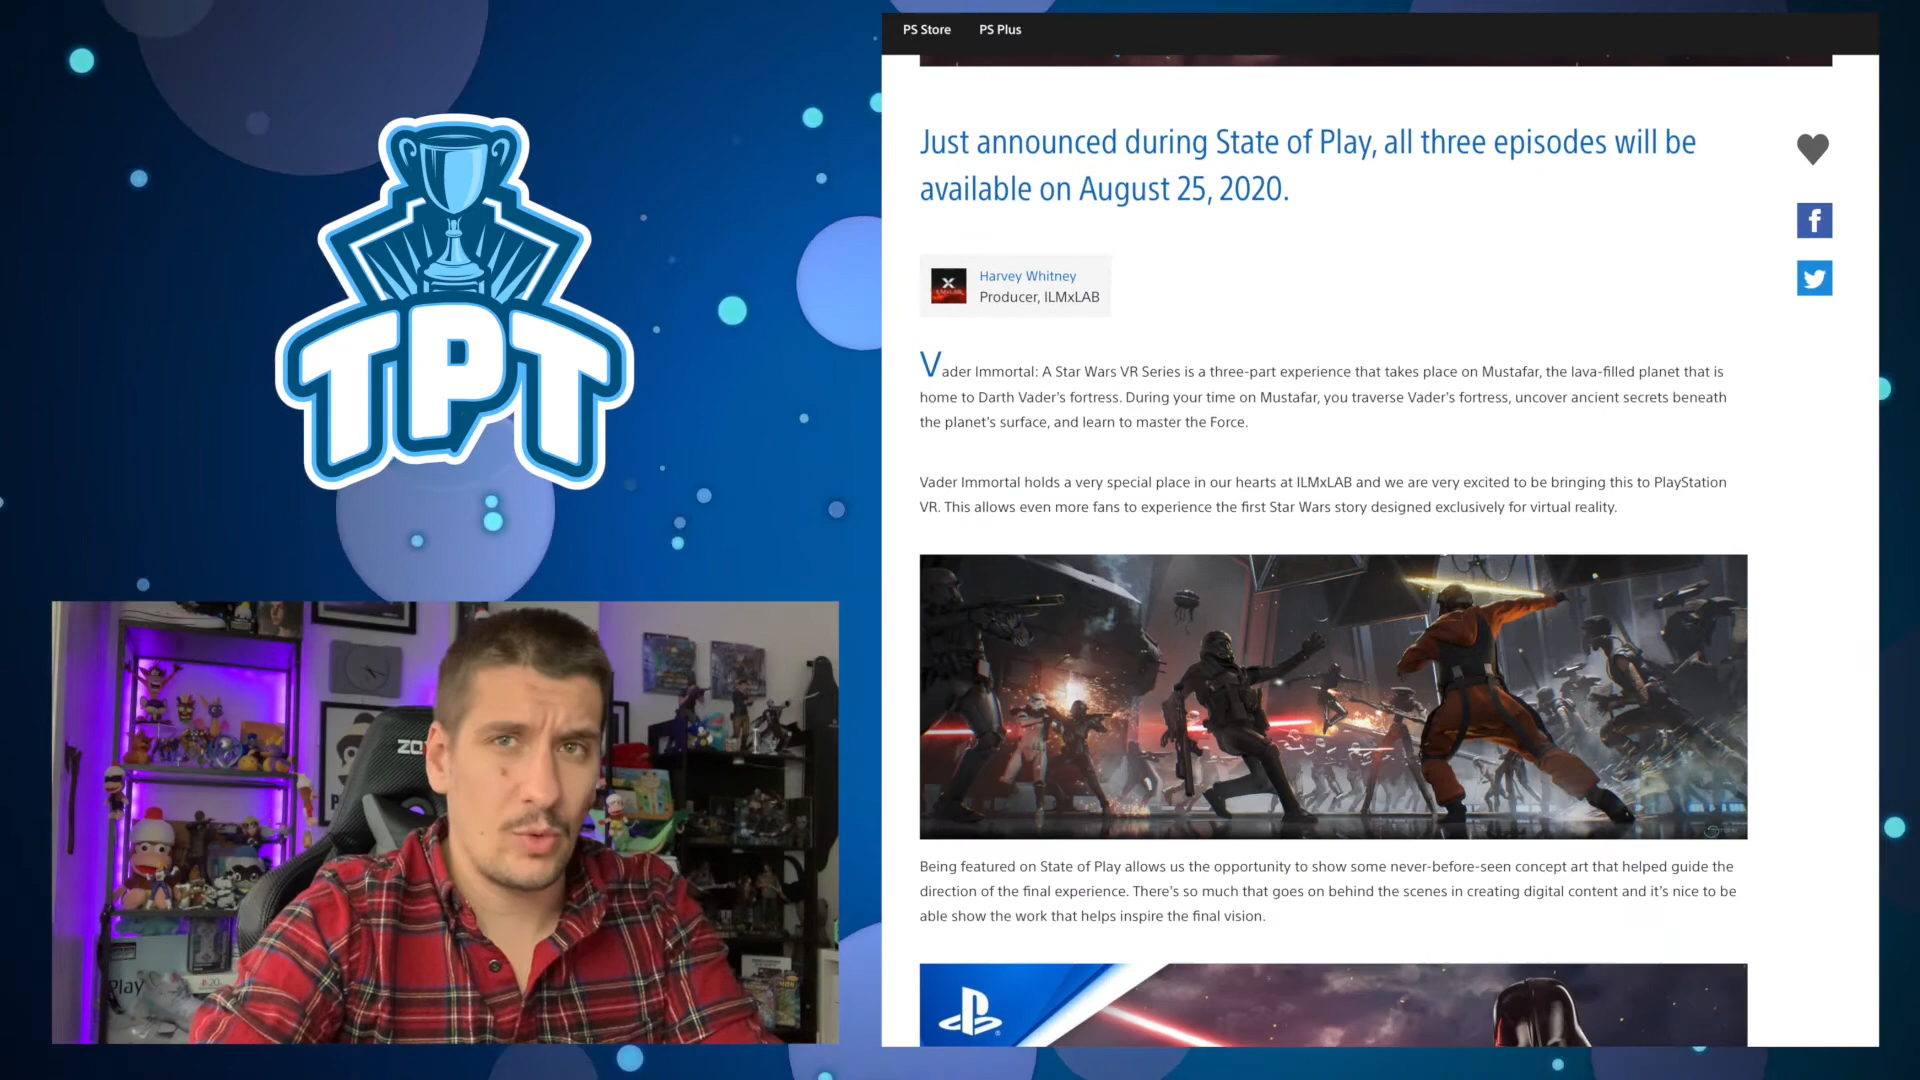 PS Store PS Plus
Just announced during State of Play, all three episodes will be
available on August 25, 2020.
Harvey Whitney
Producer, ILMxLAB
Vader Immortal: A Star Wars VR Series is a three-part experience that takes place on Mustafar, the lava-filled planet that is
home to Darth Vader's fortress. During your time on Mustafar, you traverse Vader's fortress, uncover ancient secrets beneath
the planet's surface, and learn to master the Force.
Vader Immortal holds a very special place in our hearts at ILMxLAB and we are very excited to be bringing this to PlayStation
VR. This allows even more fans to experience the first Star Wars story designed exclusively for virtual reality.
Being featured on State of Play allows us the opportunity to show some never-before-seen concept art that helped guide the
direction of the final experience. There's so much that goes on behind the scenes in creating digital content and it's nice to be
able show the work that helps inspire the final vision.
TPT
Play